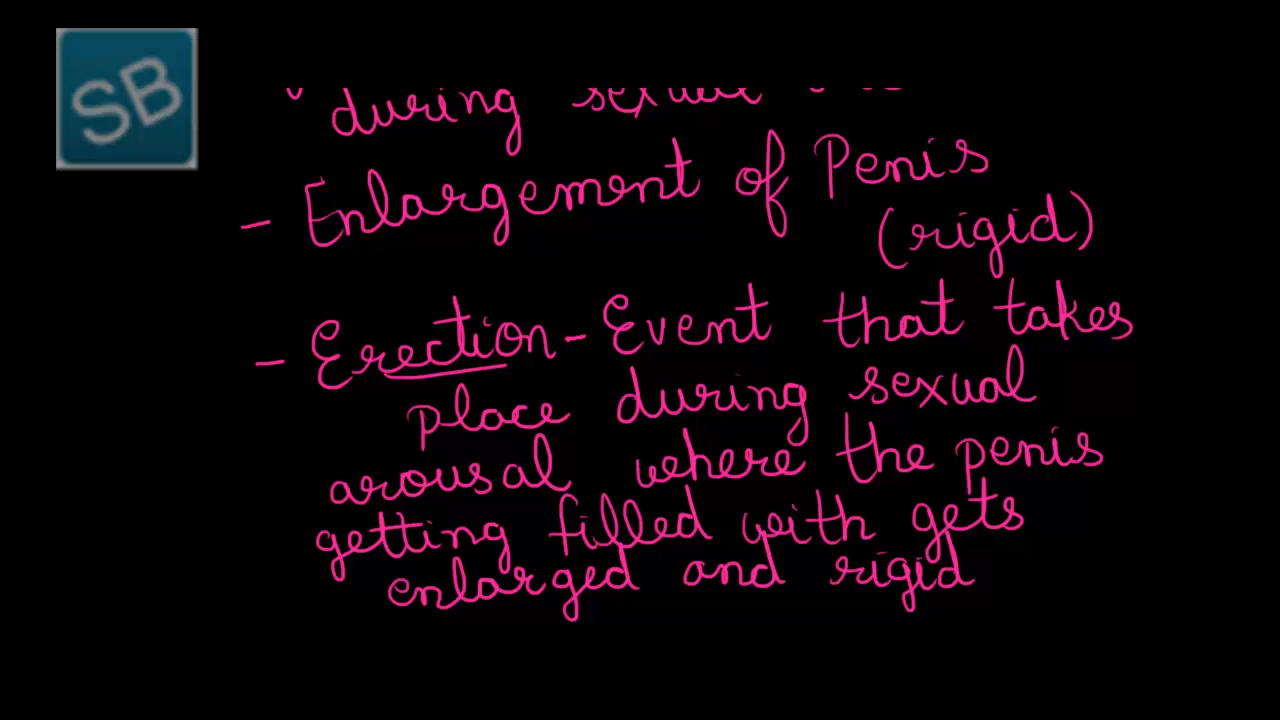 SB
during sexual
- Enlargement of Penis
(rigid)
- Erection - Event that takes
place during sexual
arousal where the penis
getting filled with gets
enlarged and rigid